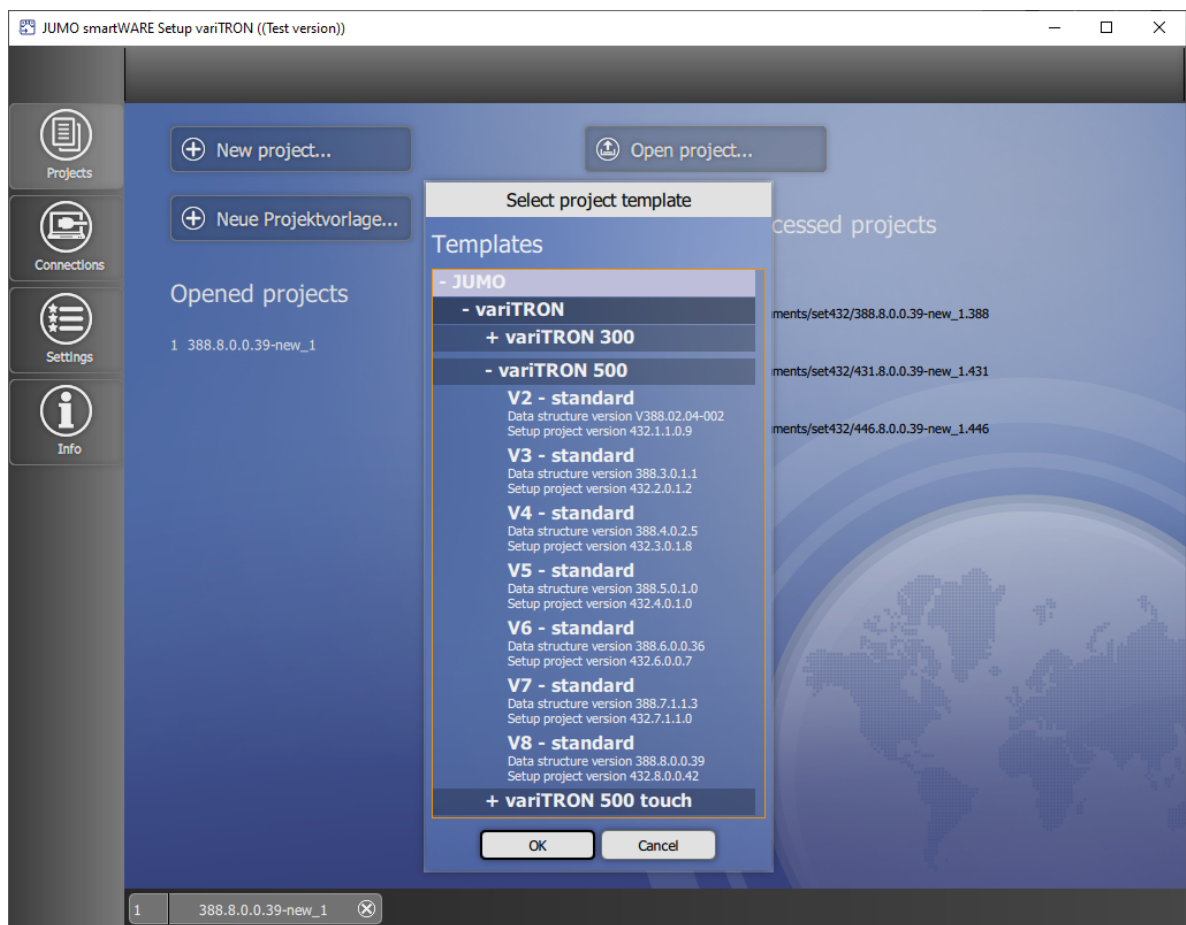 JUMO smartWARE Setup variTRON ((Test version))
Projects
Connections
Settings
Info
New project...
Open project...
Neue Projektvorlage...
Opened projects
1 388.8.0.0.39-new_1
cessed projects
ments/set432/388.8.0.0.39-new_1.388
ments/set432/431.8.0.0.39-new_1.431
ments/set432/446.8.0.0.39-new_1.446
Select project template
Templates
- JUMO
- variTRON
+ variTRON 300
- variTRON 500
V2 - standard
Data structure version V388.02.04-002
Setup project version 432.1.1.0.9
V3 - standard
Data structure version 388.3.0.1.1
Setup project version 432.2.0.1.2
V4 - standard
Data structure version 388.4.0.2.5
Setup project version 432.3.0.1.8
V5 - standard
Data structure version 388.5.0.1.0
Setup project version 432.4.0.1.0
V6 - standard
Data structure version 388.6.0.0.36
Setup project version 432.6.0.0.7
V7 - standard
Data structure version 388.7.1.1.3
Setup project version 432.7.1.1.0
V8 - standard
Data structure version 388.8.0.0.39
Setup project version 432.8.0.0.42
+ variTRON 500 touch
OK
Cancel
1 388.8.0.0.39-new_1